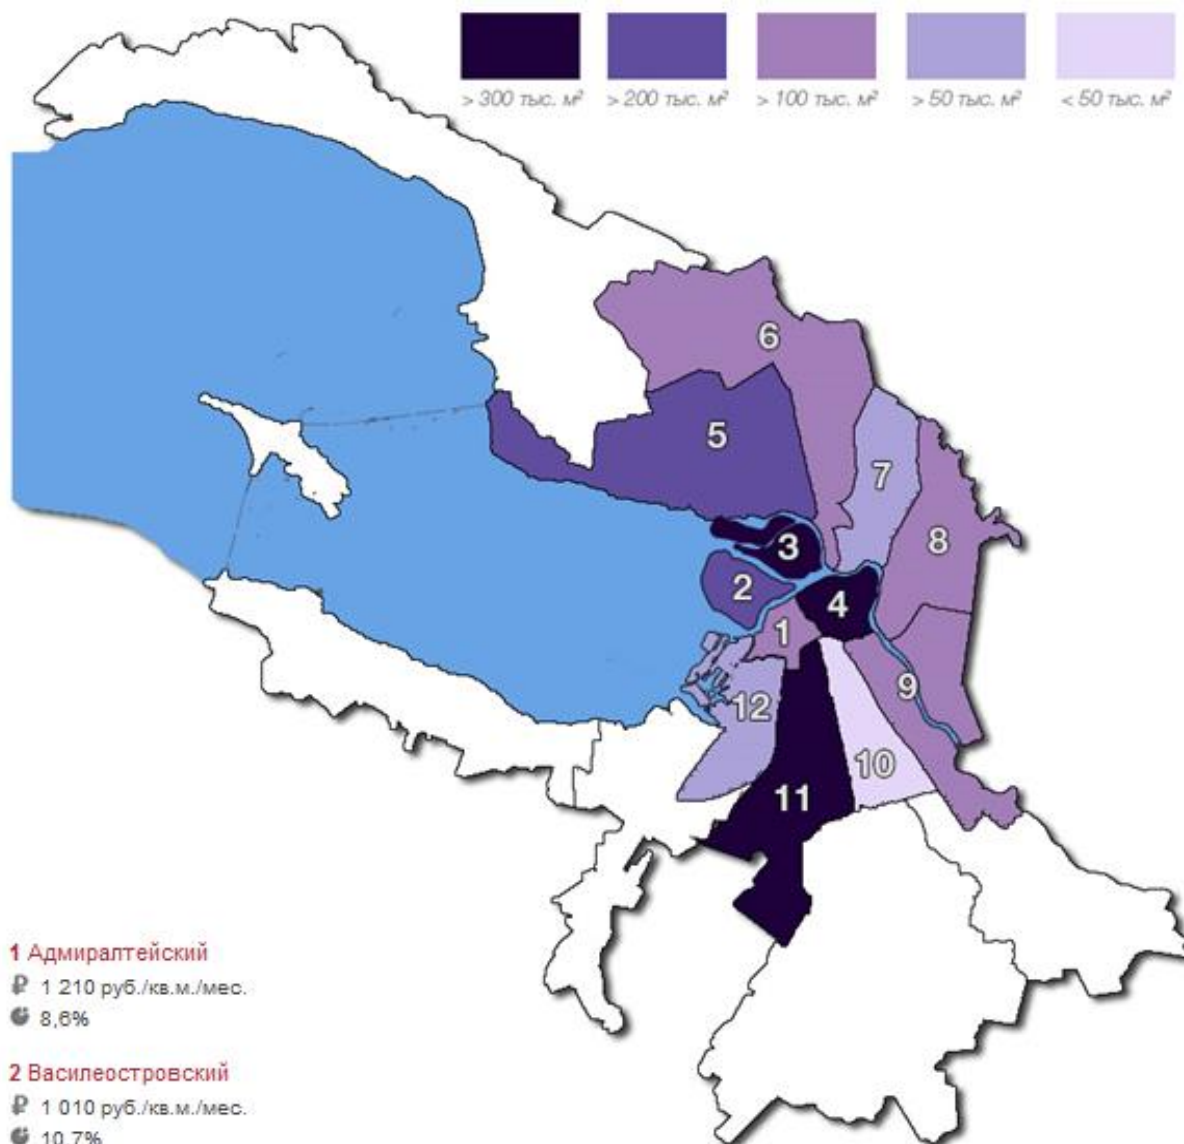 > 300 тыс. м² > 200 тыс. м² > 100 тыс. м² > 50 тыс. м² < 50 тыс. м²
6
5
7
8
3
2
4
1
9
12
10
11
1 Адмиралтейский
₽ 1 210 руб./кв.м./мес.
8,6%
2 Василеостровский
₽ 1 010 руб./кв.м./мес.
10,7%